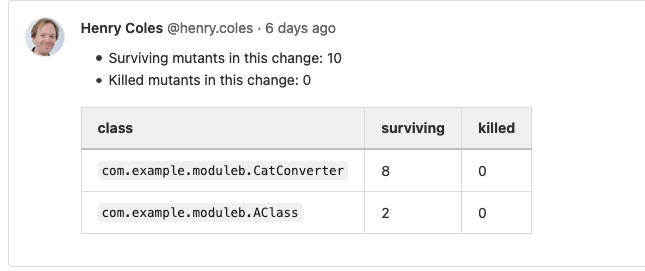 Henry Coles @henry.coles · 6 days ago
• Surviving mutants in this change: 10
• Killed mutants in this change: 0
class surviving killed
com.example.moduleb.CatConverter 8 0
com.example.moduleb.AClass 2 0